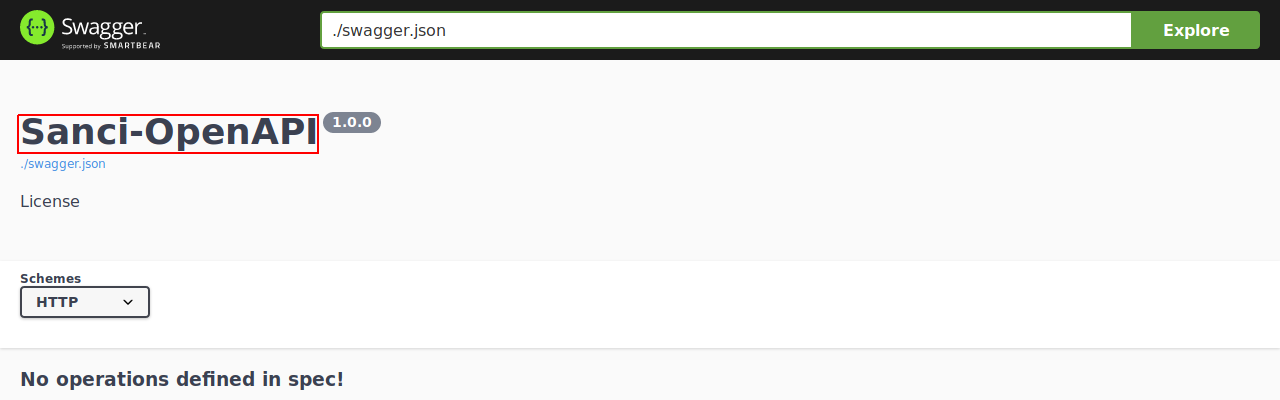 Swagger
Supported by SMARTBEAR
./swagger.json
Explore
Sanci-OpenAPI 1.0.0
./swagger.json
License
Schemes
HTTP
No operations defined in spec!